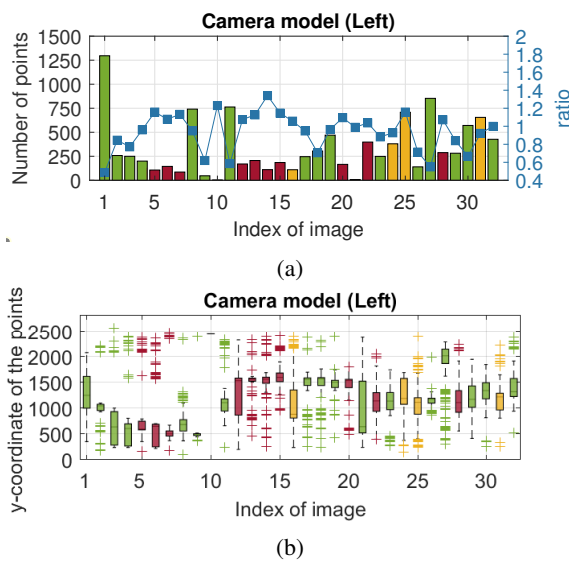 Camera model (Left)
Number of points
1500
1250
1000
750
500
250
0
2
1.8
1.6
1.4
1.2
1
0.8
0.6
0.4
ratio
1 5 10 15 20 25 30
Index of image
(a)
Camera model (Left)
y-coordinate of the points
2500
2000
1500
1000
500
0
1 5 10 15 20 25 30
Index of image
(b)